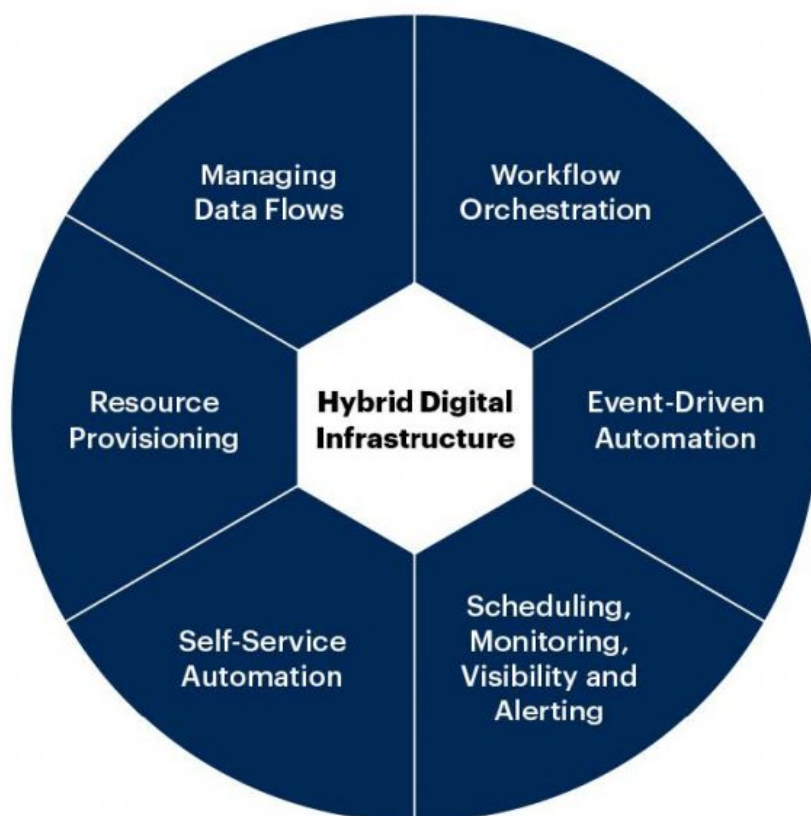 Managing
Data Flows
Workflow
Orchestration
Resource
Provisioning
Hybrid Digital
Infrastructure
Event-Driven
Automation
Self-Service
Automation
Scheduling,
Monitoring,
Visibility and
Alerting